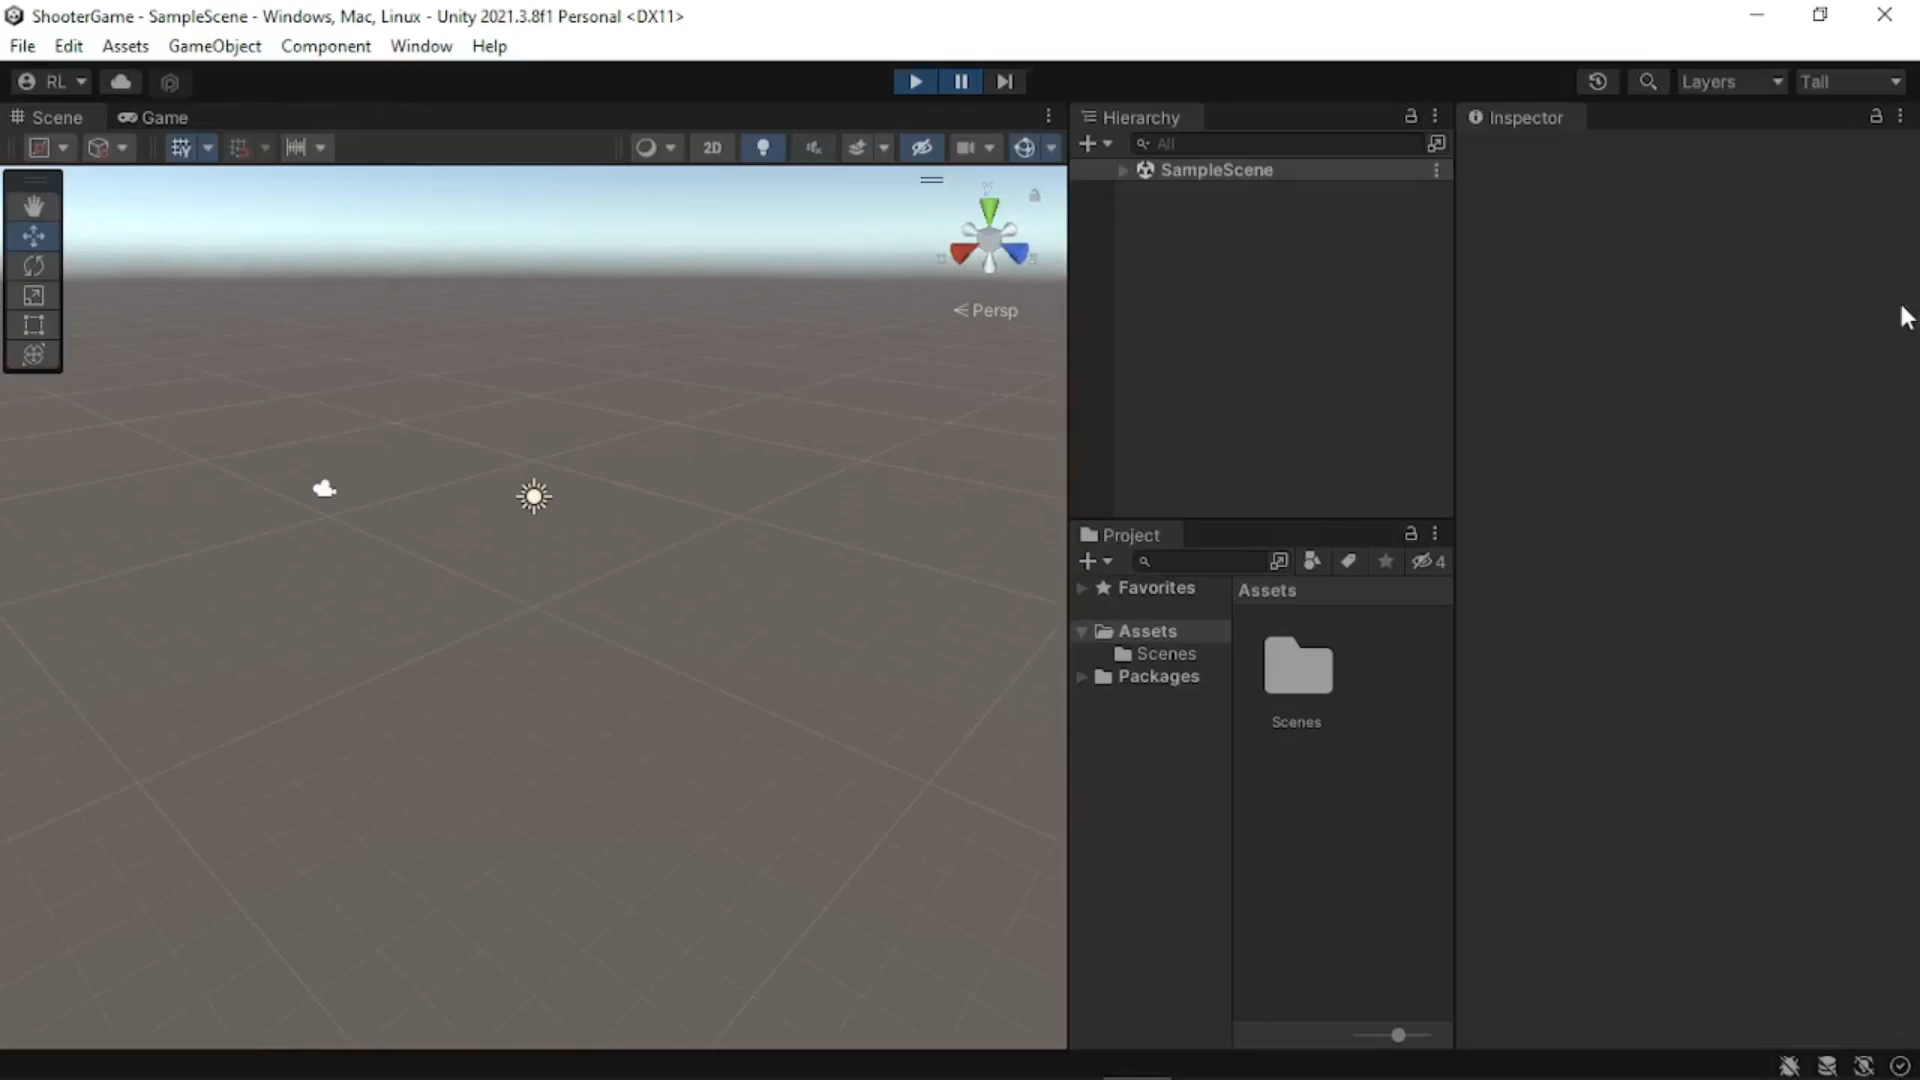 ShooterGame - SampleScene - Windows, Mac, Linux - Unity 2021.3.8f1 Personal <DX11>
File Edit Assets GameObject Component Window Help
RL Layers Tall
Scene Game
2D
y
x z
Persp
Hierarchy
All
SampleScene
Project
4
Favorites
Assets
Scenes
Packages
Assets
Scenes
Inspector